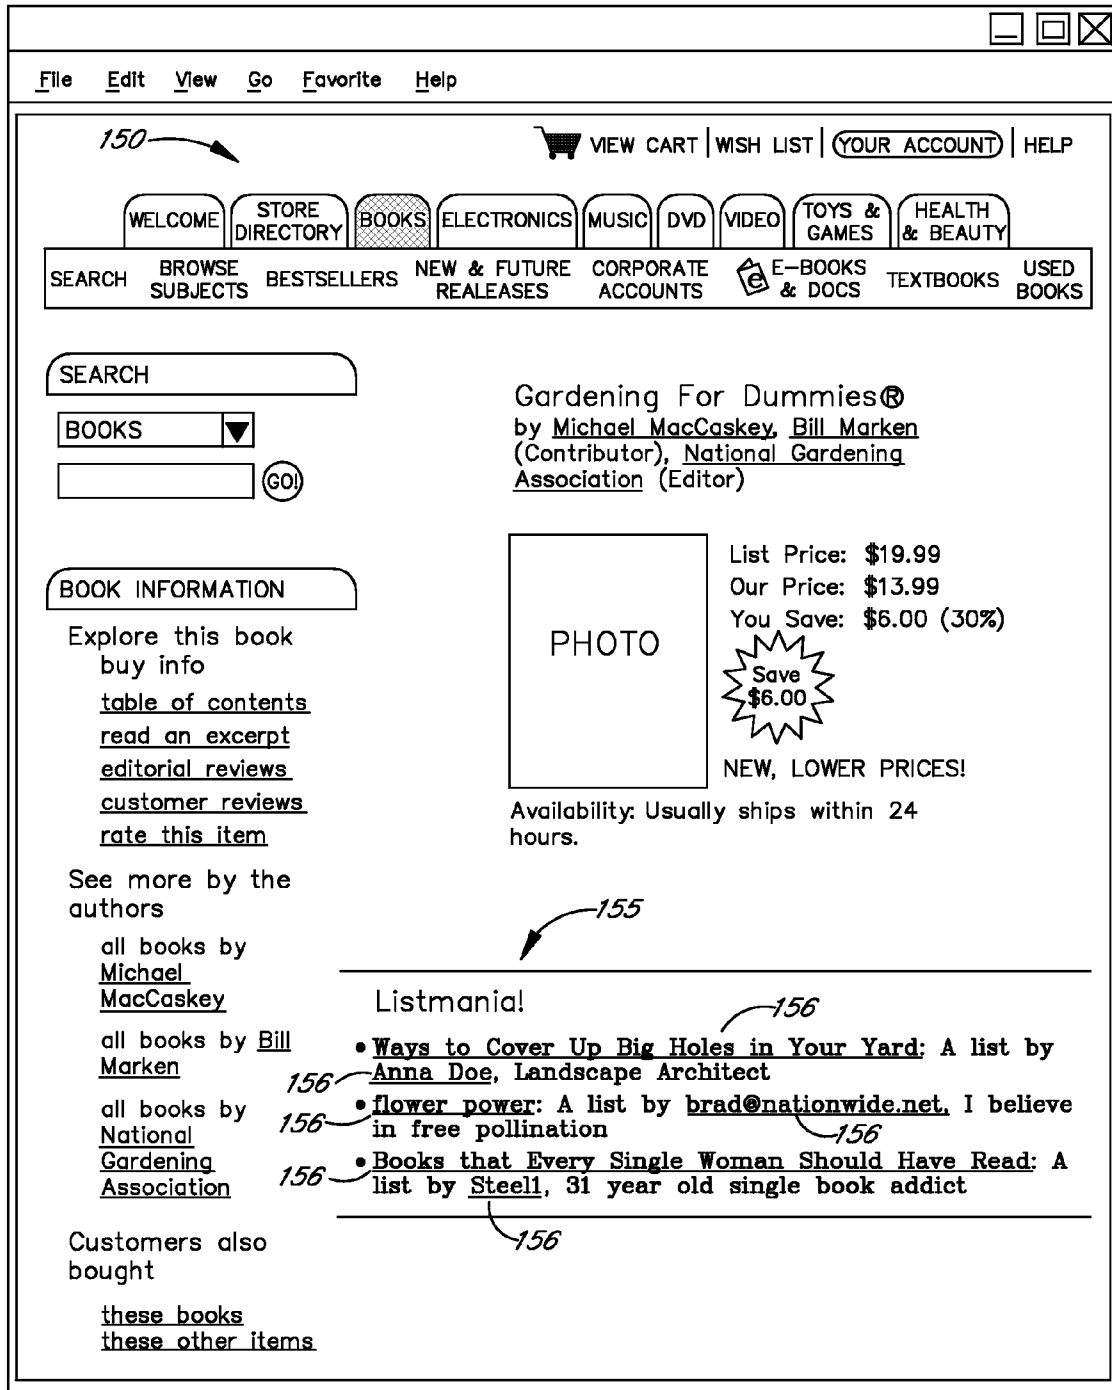 File Edit View Go Favorite Help
150
VIEW CART | WISH LIST | YOUR ACCOUNT | HELP
WELCOME
STORE
DIRECTORY
BOOKS
ELECTRONICS
MUSIC
DVD
VIDEO
TOYS &
GAMES
HEALTH
& BEAUTY
SEARCH
BROWSE
SUBJECTS
BESTSELLERS
NEW & FUTURE
REALEASES
CORPORATE
ACCOUNTS
e
E-BOOKS
& DOCS
TEXTBOOKS
USED
BOOKS
SEARCH
BOOKS
GO!
BOOK INFORMATION
Explore this book
buy info
table of contents
read an excerpt
editorial reviews
customer reviews
rate this item
See more by the
authors
all books by
Michael
MacCaskey
all books by Bill
Marken
all books by
National
Gardening
Association
Customers also
bought
these books
these other items
Gardening For Dummies®
by Michael MacCaskey, Bill Marken
(Contributor), National Gardening
Association (Editor)
PHOTO
List Price: $19.99
Our Price: $13.99
You Save: $6.00 (30%)
Save
$6.00
NEW, LOWER PRICES!
Availability: Usually ships within 24
hours.
155
Listmania!
156
• Ways to Cover Up Big Holes in Your Yard: A list by
156 Anna Doe, Landscape Architect
156 • flower power: A list by brad@nationwide.net, I believe
in free pollination
156
156 • Books that Every Single Woman Should Have Read: A
list by Steel1, 31 year old single book addict
156